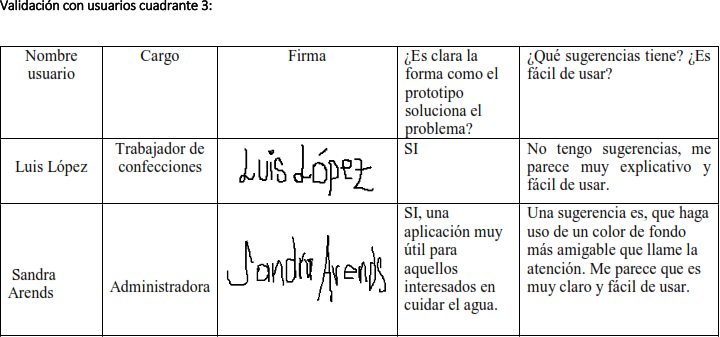 Validación con usuarios cuadrante 3:
Nombre usuario
Cargo
Firma
¿Es clara la forma como el prototipo soluciona el problema?
¿Qué sugerencias tiene? ¿Es fácil de usar?
Luis López
Trabajador de confecciones
Luis López
SI
No tengo sugerencias, me parece muy explicativo y fácil de usar.
Sandra Arends
Administradora
Sandra Arends
SI, una aplicación muy útil para aquellos interesados en cuidar el agua.
Una sugerencia es, que haga uso de un color de fondo más amigable que llame la atención. Me parece que es muy claro y fácil de usar.